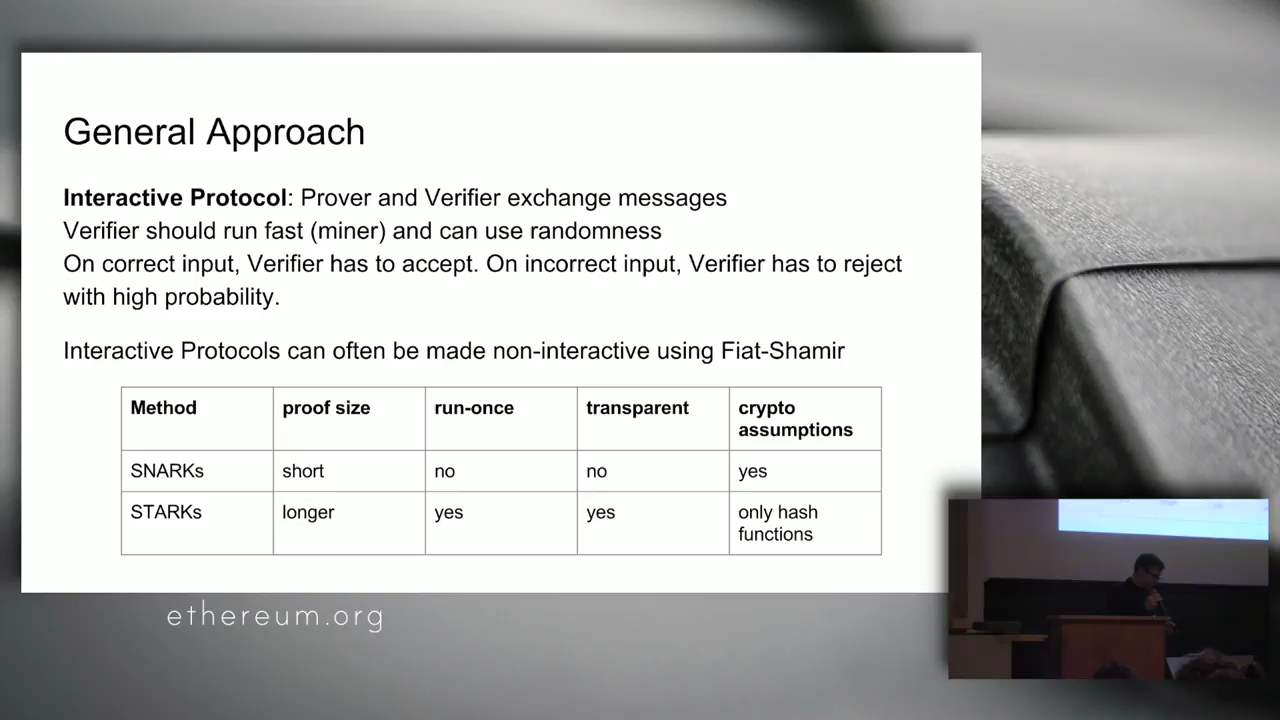 General Approach
Interactive Protocol: Prover and Verifier exchange messages
Verifier should run fast (miner) and can use randomness
On correct input, Verifier has to accept. On incorrect input, Verifier has to reject
with high probability.
Interactive Protocols can often be made non-interactive using Fiat-Shamir
Method proof size run-once transparent crypto assumptions
SNARKs short no no yes
STARKs longer yes yes only hash functions
ethereum.org